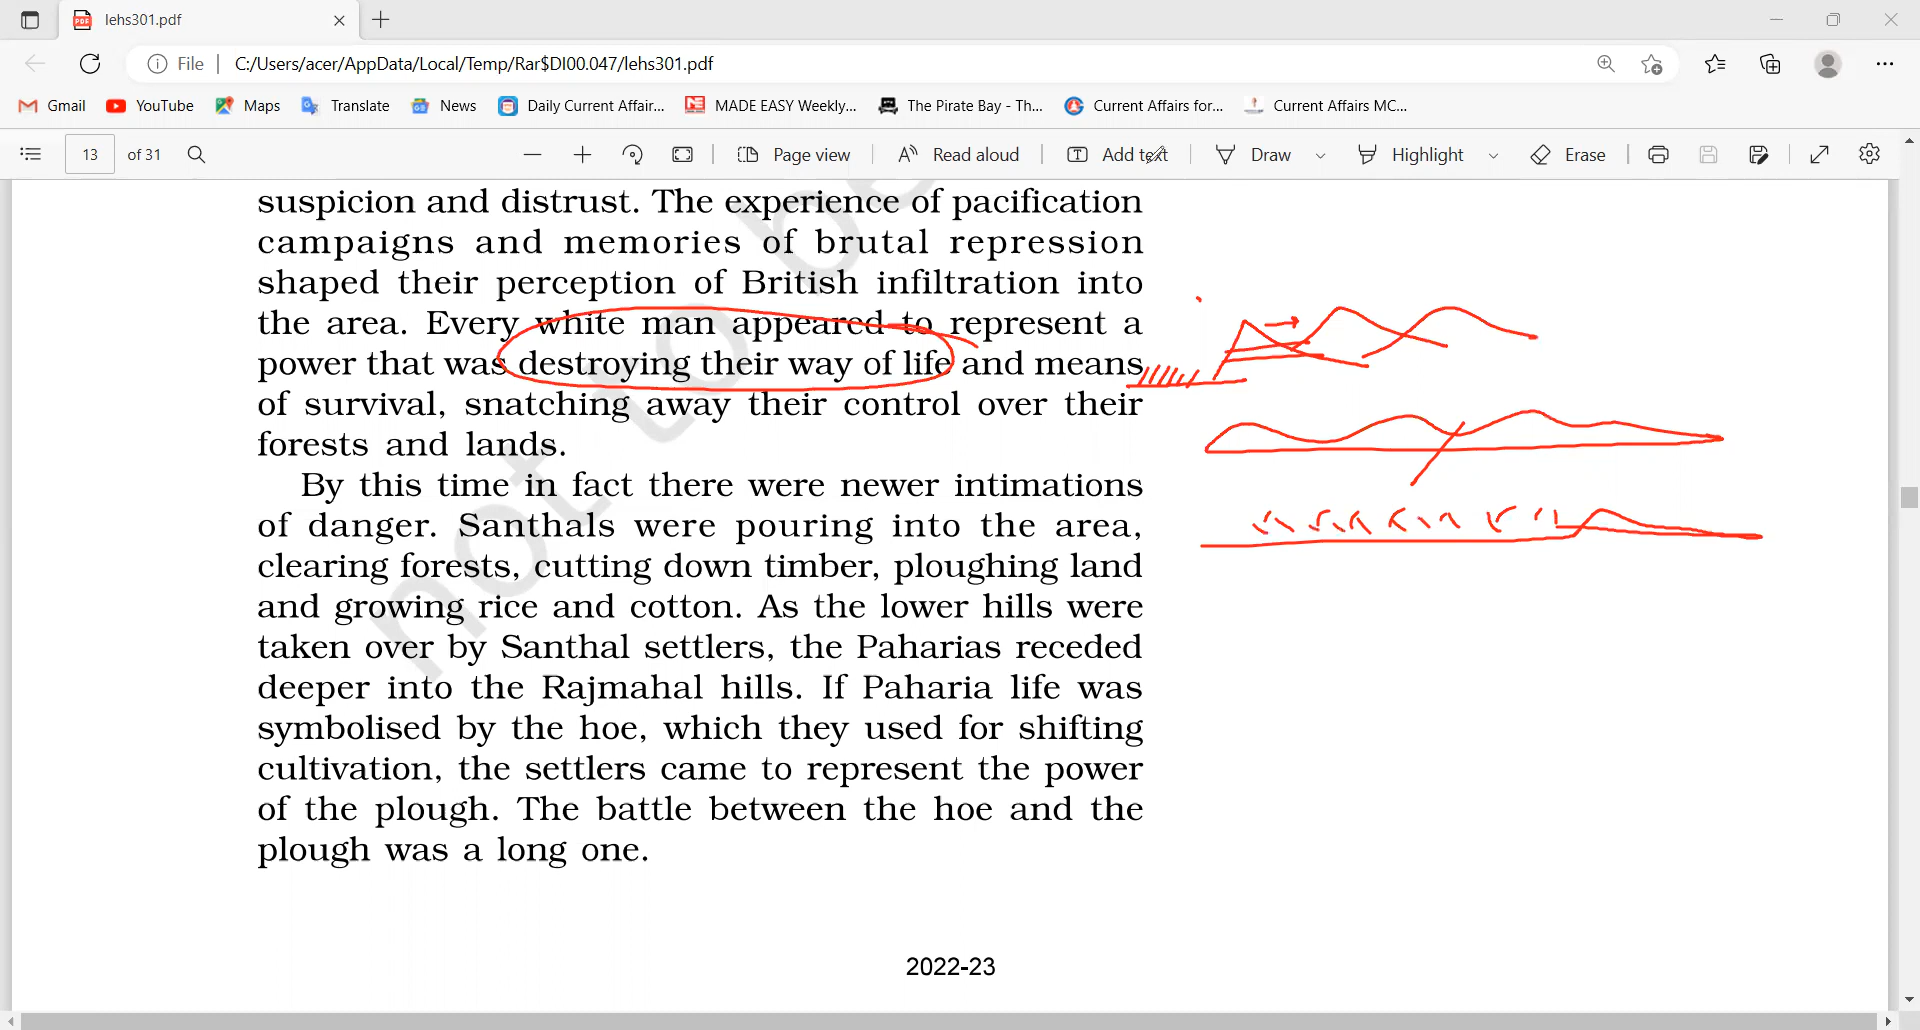 lehs301.pdf
File C:/Users/acer/AppData/Local/Temp/Rar$DI00.047/lehs301.pdf
Gmail YouTube Maps Translate News Daily Current Affair... MADE EASY Weekly... The Pirate Bay - Th... Current Affairs for... Current Affairs MC...
13 of 31 Page view Read aloud Add text Draw Highlight Erase
suspicion and distrust. The experience of pacification
campaigns and memories of brutal repression
shaped their perception of British infiltration into
the area. Every white man appeared to represent a
power that was destroying their way of life and means
of survival, snatching away their control over their
forests and lands.
By this time in fact there were newer intimations
of danger. Santhals were pouring into the area,
clearing forests, cutting down timber, ploughing land
and growing rice and cotton. As the lower hills were
taken over by Santhal settlers, the Paharias receded
deeper into the Rajmahal hills. If Paharia life was
symbolised by the hoe, which they used for shifting
cultivation, the settlers came to represent the power
of the plough. The battle between the hoe and the
plough was a long one.
not to be
2022-23